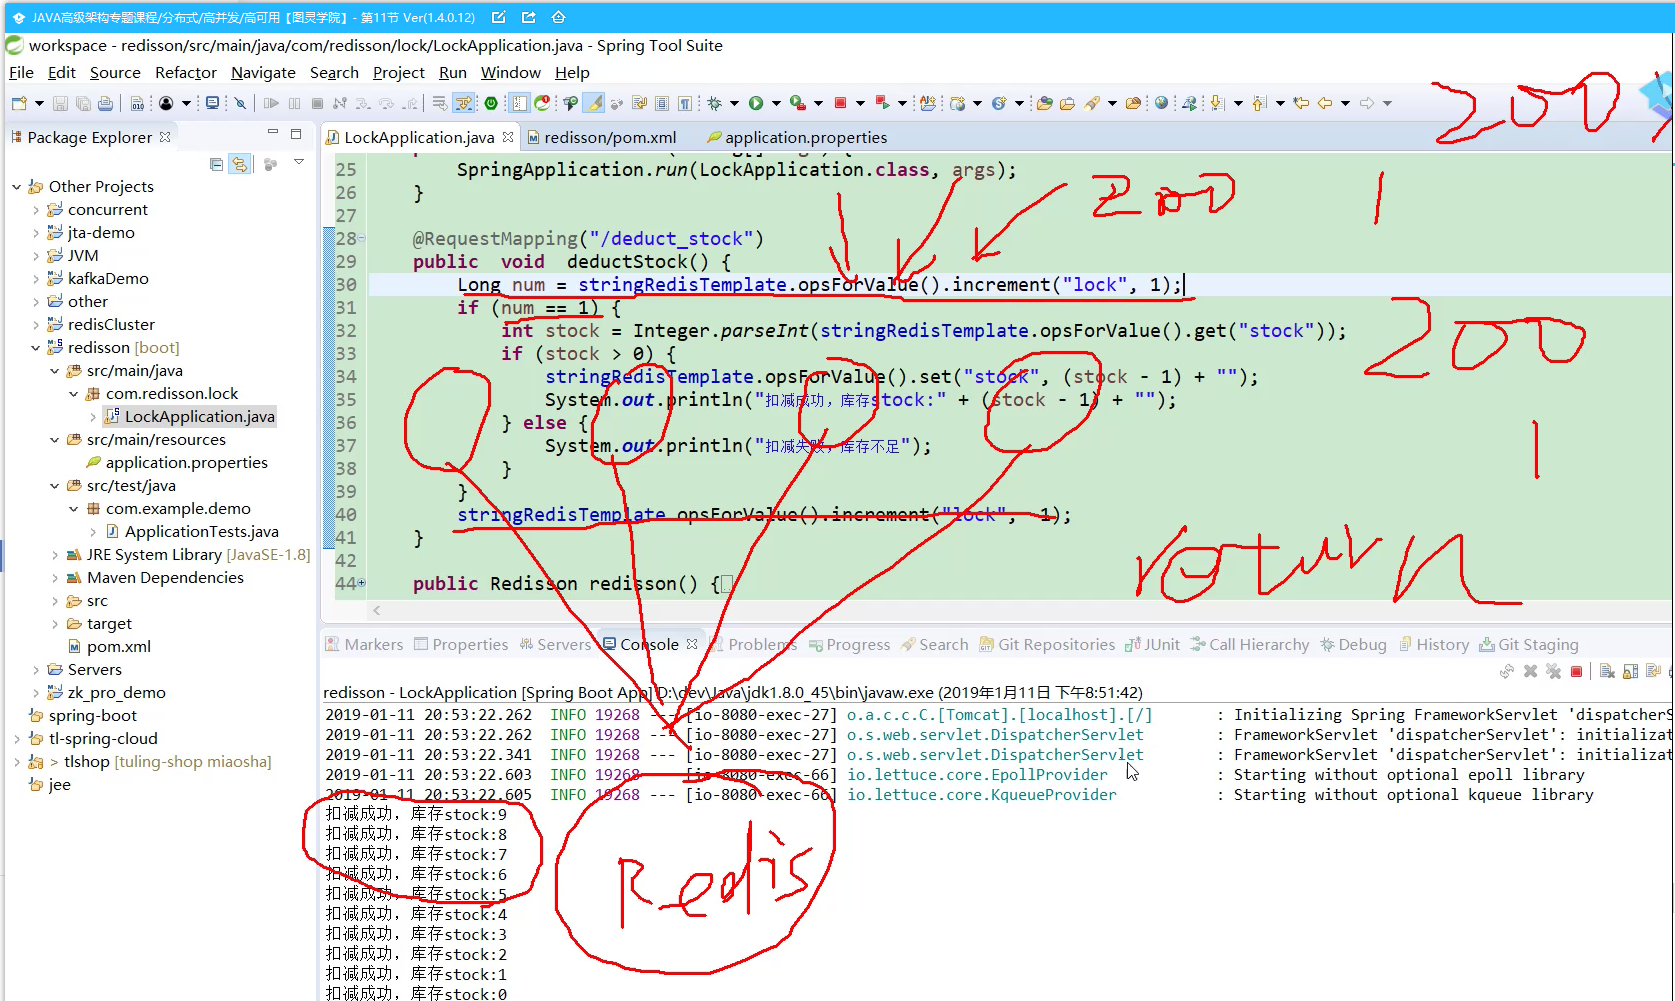 JAVA高级架构专题课程/分布式/高并发/高可用【图灵学院】 - 第11节 Ver(1.4.0.12)
workspace - redisson/src/main/java/com/redisson/lock/LockApplication.java - Spring Tool Suite
File Edit Source Refactor Navigate Search Project Run Window Help
200
Package Explorer
LockApplication.java redisson/pom.xml application.properties
Other Projects
concurrent
jta-demo
JVM
kafkaDemo
other
redisCluster
redisson [boot]
src/main/java
com.redisson.lock
LockApplication.java
src/main/resources
application.properties
src/test/java
com.example.demo
ApplicationTests.java
JRE System Library [JavaSE-1.8]
Maven Dependencies
src
target
pom.xml
Servers
zk_pro_demo
spring-boot
tl-spring-cloud
> tlshop [tuling-shop miaosha]
jee
25 SpringApplication.run(LockApplication.class, args);
26 }
27
28 @RequestMapping("/deduct_stock")
29 public void deductStock() {
30 Long num = stringRedisTemplate.opsForValue().increment("lock", 1);
31 if (num == 1) {
32 int stock = Integer.parseInt(stringRedisTemplate.opsForValue().get("stock"));
33 if (stock > 0) {
34 stringRedisTemplate.opsForValue().set("stock", (stock - 1) + "");
35 System.out.println("扣减成功，库存stock:" + (stock - 1) + "");
36 } else {
37 System.out.println("扣减失败，库存不足");
38 }
39 }
40 stringRedisTemplate.opsForValue().increment("lock", -1);
41 }
42
44 public Redisson redisson() {
200 1
200
1
return
Markers Properties Servers Console Problems Progress Search Git Repositories JUnit Call Hierarchy Debug History Git Staging
redisson - LockApplication [Spring Boot App] D:\dev\Java\jdk1.8.0_45\bin\javaw.exe (2019年1月11日 下午8:51:42)
2019-01-11 20:53:22.262 INFO 19268 --- [io-8080-exec-27] o.a.c.c.C.[Tomcat].[localhost].[/] : Initializing Spring FrameworkServlet 'dispatcherS
2019-01-11 20:53:22.262 INFO 19268 --- [io-8080-exec-27] o.s.web.servlet.DispatcherServlet : FrameworkServlet 'dispatcherServlet': initializat
2019-01-11 20:53:22.341 INFO 19268 --- [io-8080-exec-27] o.s.web.servlet.DispatcherServlet : FrameworkServlet 'dispatcherServlet': initializat
2019-01-11 20:53:22.603 INFO 19268 --- [io-8080-exec-66] io.lettuce.core.EpollProvider : Starting without optional epoll library
2019-01-11 20:53:22.605 INFO 19268 --- [io-8080-exec-66] io.lettuce.core.KqueueProvider : Starting without optional kqueue library
扣减成功，库存stock:9
扣减成功，库存stock:8
扣减成功，库存stock:7
扣减成功，库存stock:6
扣减成功，库存stock:5
扣减成功，库存stock:4
扣减成功，库存stock:3
扣减成功，库存stock:2
扣减成功，库存stock:1
扣减成功，库存stock:0
Redis